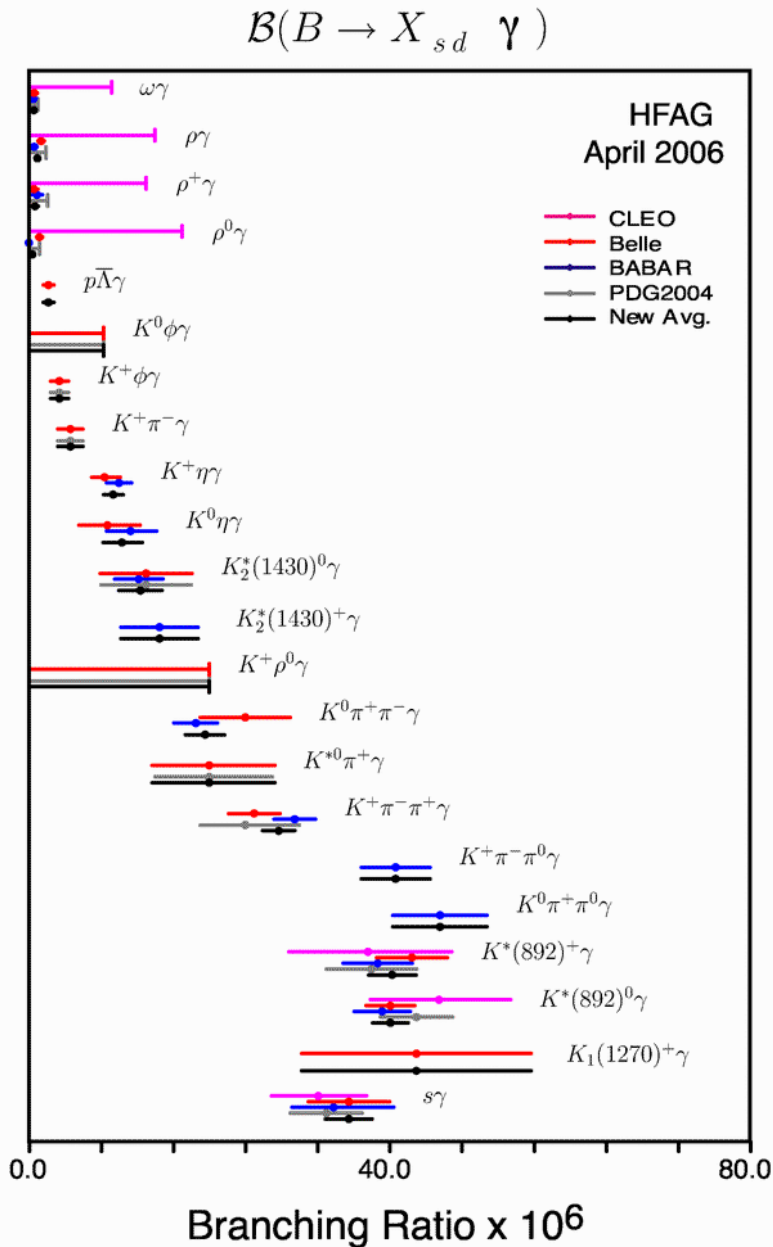 ℬ(B → X s d γ)
HFAG
April 2006
CLEO
Belle
BABAR
PDG2004
New Avg.
ωγ
ργ
ρ⁺γ
ρ⁰γ
pΛ̅γ
K⁰ϕγ
K⁺ϕγ
K⁺π⁻γ
K⁺ηγ
K⁰ηγ
K₂*(1430)⁰γ
K₂*(1430)⁺γ
K⁺ρ⁰γ
K⁰π⁺π⁻γ
K*⁰π⁺γ
K⁺π⁻π⁺γ
K⁺π⁻π⁰γ
K⁰π⁺π⁰γ
K*(892)⁺γ
K*(892)⁰γ
K₁(1270)⁺γ
sγ
0.0 40.0 80.0
Branching Ratio x 10⁶